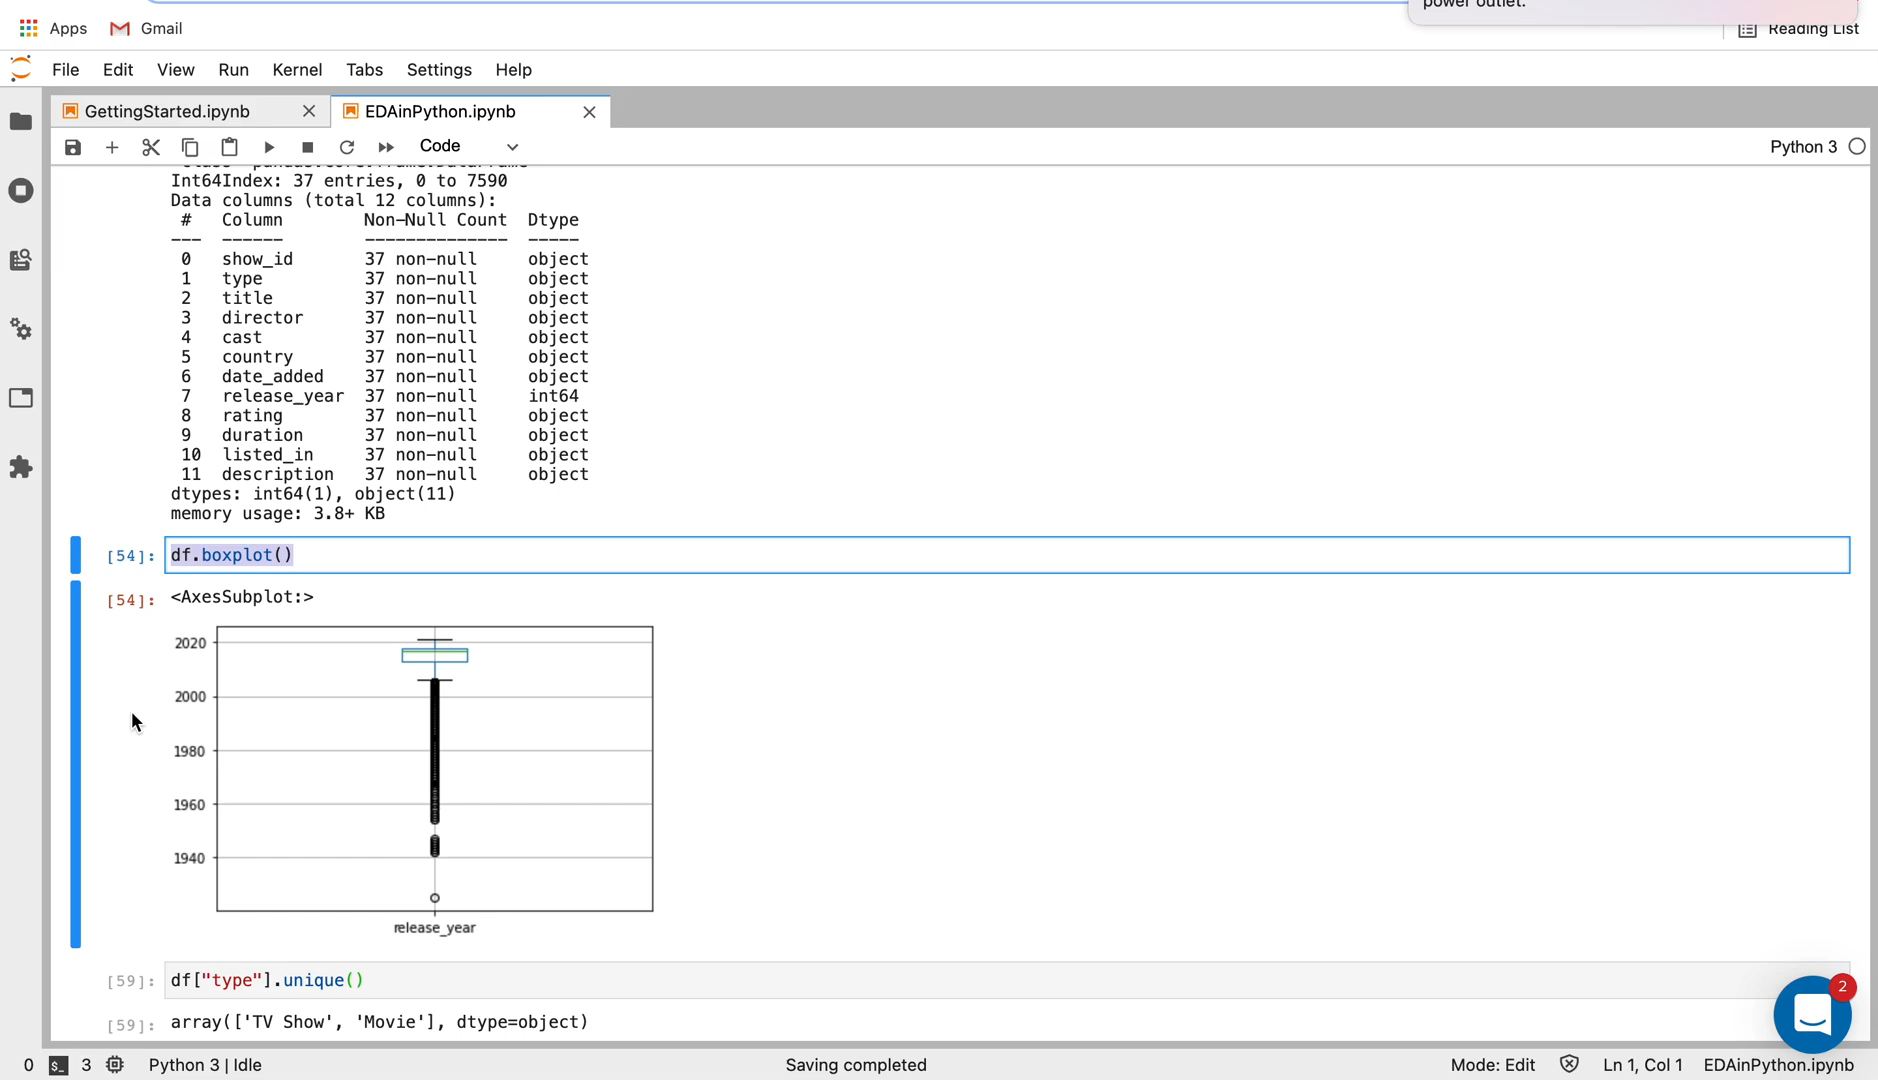 power outlet.
Apps Gmail Reading List
File Edit View Run Kernel Tabs Settings Help
GettingStarted.ipynb EDAinPython.ipynb
Code Python 3
Int64Index: 37 entries, 0 to 7590
Data columns (total 12 columns):
# Column Non-Null Count Dtype
--- ------ -------------- -----
0 show_id 37 non-null object
1 type 37 non-null object
2 title 37 non-null object
3 director 37 non-null object
4 cast 37 non-null object
5 country 37 non-null object
6 date_added 37 non-null object
7 release_year 37 non-null int64
8 rating 37 non-null object
9 duration 37 non-null object
10 listed_in 37 non-null object
11 description 37 non-null object
dtypes: int64(1), object(11)
memory usage: 3.8+ KB
[54]: df.boxplot()
[54]: <AxesSubplot:>
2020
2000
1980
1960
1940
release_year
[59]: df["type"].unique()
2
[59]: array(['TV Show', 'Movie'], dtype=object)
0 $_ 3 Python 3 | Idle Saving completed Mode: Edit Ln 1, Col 1 EDAinPython.ipynb